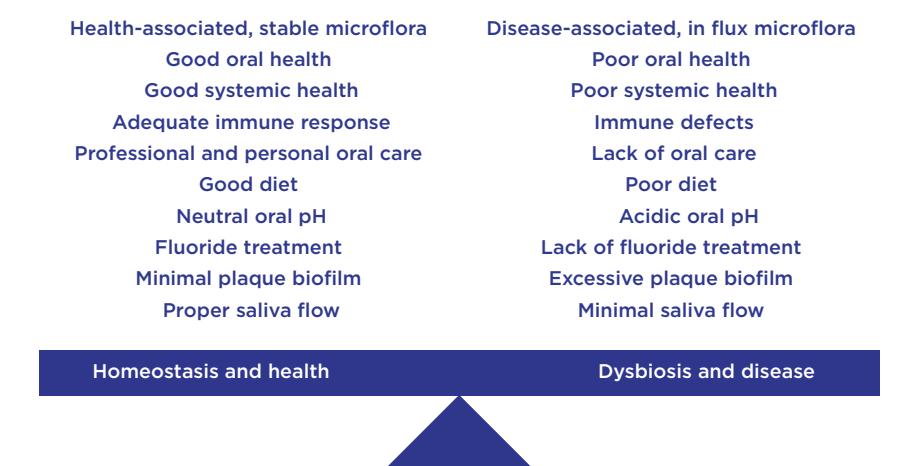 Health-associated, stable microflora
Good oral health
Good systemic health
Adequate immune response
Professional and personal oral care
Good diet
Neutral oral pH
Fluoride treatment
Minimal plaque biofilm
Proper saliva flow
Disease-associated, in flux microflora
Poor oral health
Poor systemic health
Immune defects
Lack of oral care
Poor diet
Acidic oral pH
Lack of fluoride treatment
Excessive plaque biofilm
Minimal saliva flow
Homeostasis and health
Dysbiosis and disease